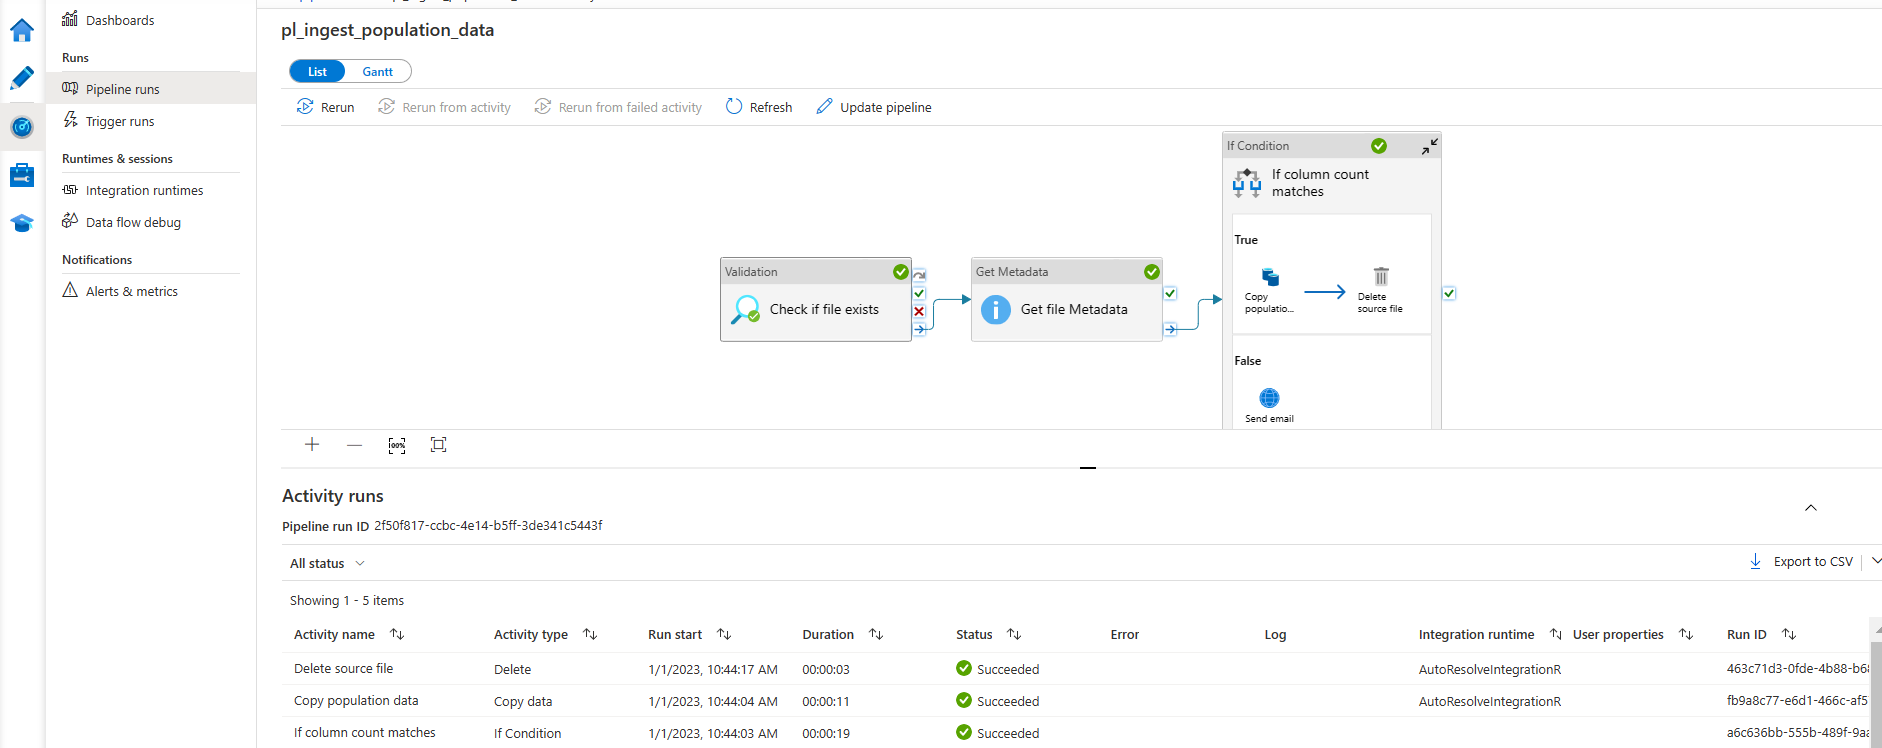 Dashboards
Runs
Pipeline runs
Trigger runs
Runtimes & sessions
Integration runtimes
Data flow debug
Notifications
Alerts & metrics
pl_ingest_population_data
List Gantt
Rerun Rerun from activity Rerun from failed activity Refresh Update pipeline
Validation
Check if file exists
Get Metadata
Get file Metadata
If Condition
If column count
matches
True
Copy
populatio...
Delete
source file
False
Send email
100%
Activity runs
Pipeline run ID 2f50f817-ccbc-4e14-b5ff-3de341c5443f
All status
Export to CSV
Showing 1 - 5 items
Activity name Activity type Run start Duration Status Error Log Integration runtime User properties Run ID
Delete source file Delete 1/1/2023, 10:44:17 AM 00:00:03 Succeeded AutoResolveIntegrationR 463c71d3-0fde-4b88-b6
Copy population data Copy data 1/1/2023, 10:44:04 AM 00:00:11 Succeeded AutoResolveIntegrationR fb9a8c77-e6d1-466c-af5
If column count matches If Condition 1/1/2023, 10:44:03 AM 00:00:19 Succeeded a6c636bb-555b-489f-9a